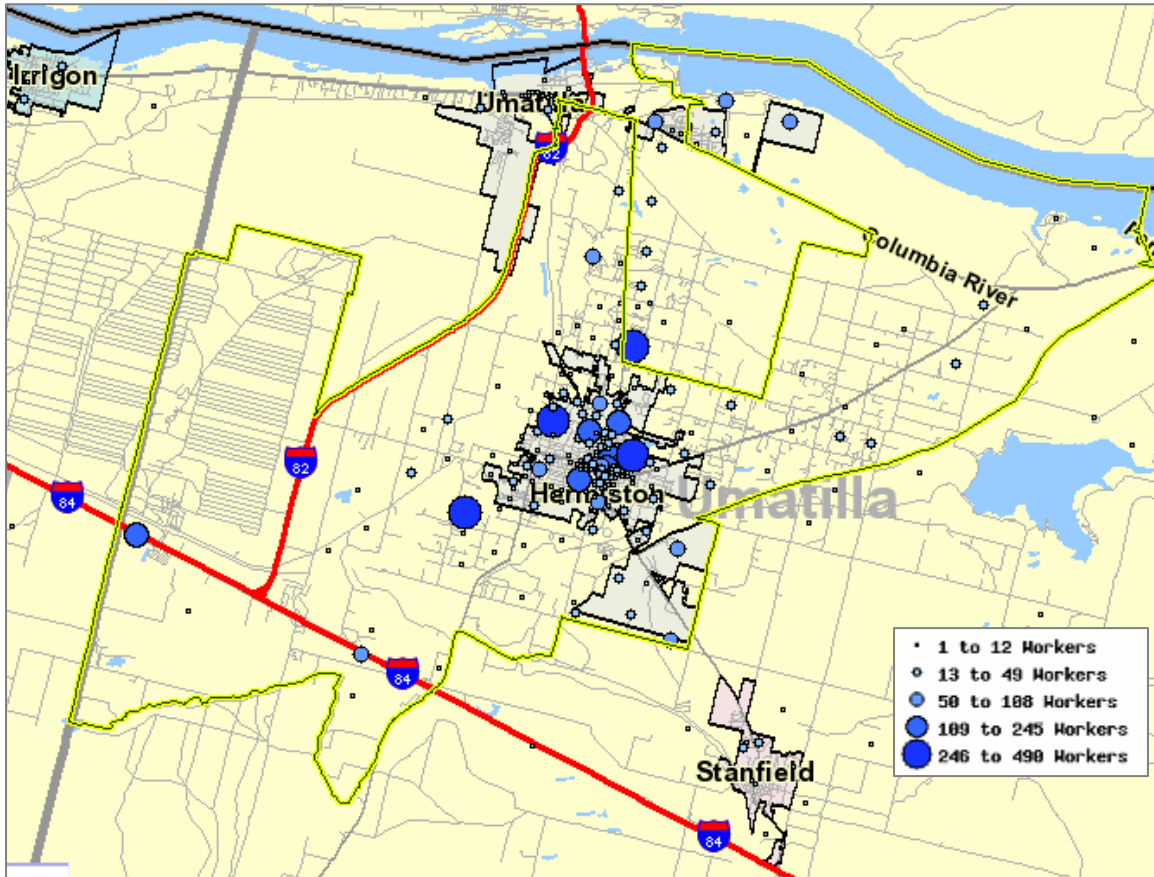 Irrigon
Umatilla
82
Columbia River
82
84
Hermiston
Umatilla
84
Stanfield
84
1 to 12 Workers
13 to 49 Workers
50 to 108 Workers
109 to 245 Workers
246 to 490 Workers